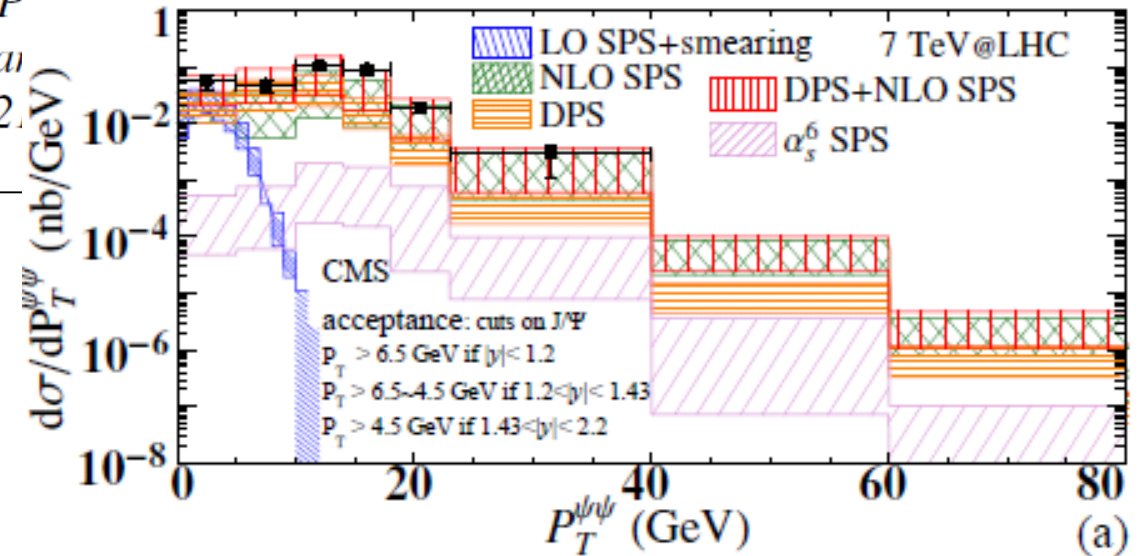 P
ar
2]
dσ/dP_T^{ψψ} (nb/GeV)
1
10^{-2}
10^{-4}
10^{-6}
10^{-8}
LO SPS+smearing
NLO SPS
DPS
7 TeV@LHC
DPS+NLO SPS
α_s^6 SPS
CMS
acceptance: cuts on J/Ψ
P_T > 6.5 GeV if |y|< 1.2
P_T > 6.5~4.5 GeV if 1.2<|y|< 1.43
P_T > 4.5 GeV if 1.43<|y|< 2.2
0 20 40 60 80
P_T^{ψψ} (GeV)
(a)